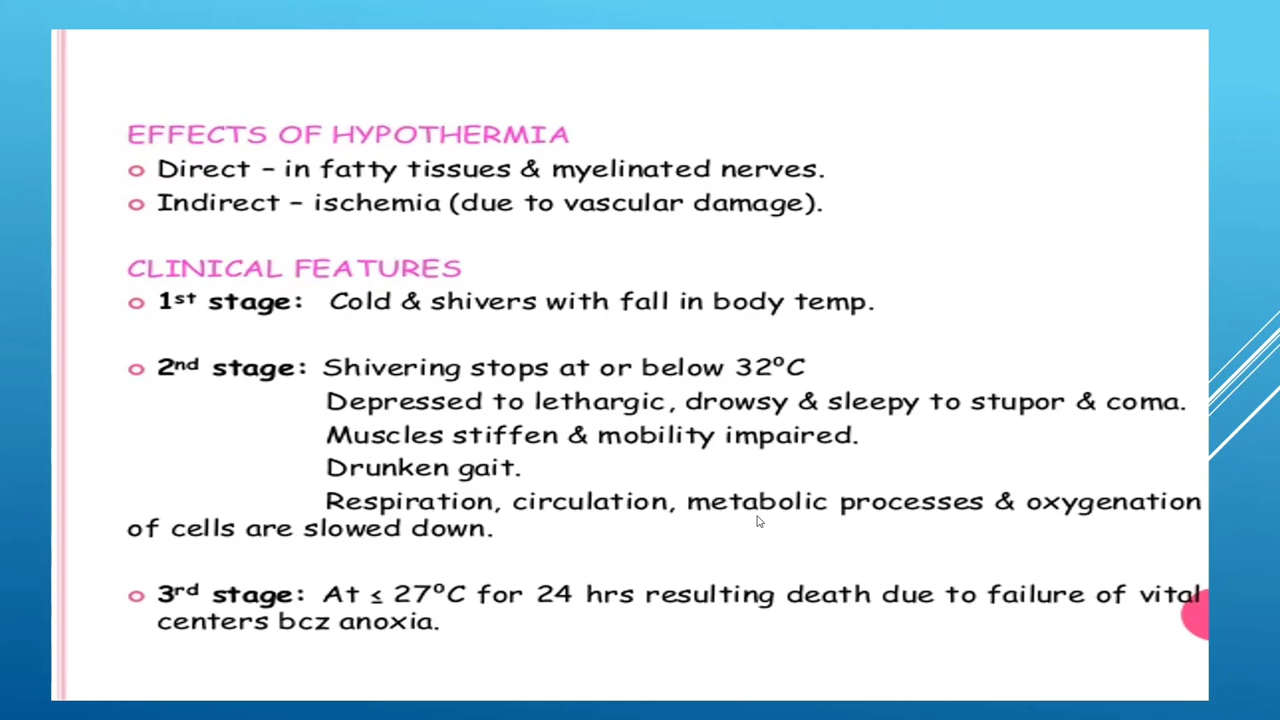 EFFECTS OF HYPOTHERMIA
Direct – in fatty tissues & myelinated nerves.
Indirect – ischemia (due to vascular damage).
CLINICAL FEATURES
1st stage: Cold & shivers with fall in body temp.
2nd stage: Shivering stops at or below 32ºC
Depressed to lethargic, drowsy & sleepy to stupor & coma.
Muscles stiffen & mobility impaired.
Drunken gait.
Respiration, circulation, metabolic processes & oxygenation
of cells are slowed down.
3rd stage: At ≤ 27ºC for 24 hrs resulting death due to failure of vital
centers bcz anoxia.